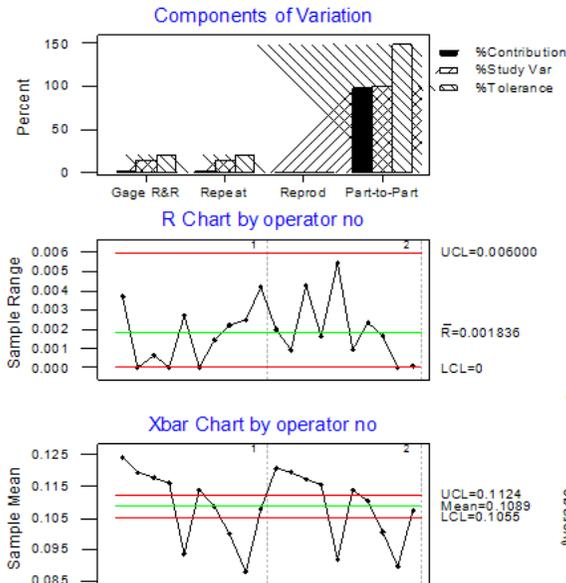 Components of Variation
150
100
50
0
Percent
Gage R&R Repeat Reprod Part-to-Part
%Contribution
%Study Var
%Tolerance
R Chart by operator no
0.006
0.005
0.004
0.003
0.002
0.001
0.000
Sample Range
1 2
UCL=0.006000
R̅=0.001836
LCL=0
Xbar Chart by operator no
0.125
0.115
0.105
0.095
0.085
Sample Mean
1 2
UCL=0.1124
Mean=0.1089
LCL=0.1055